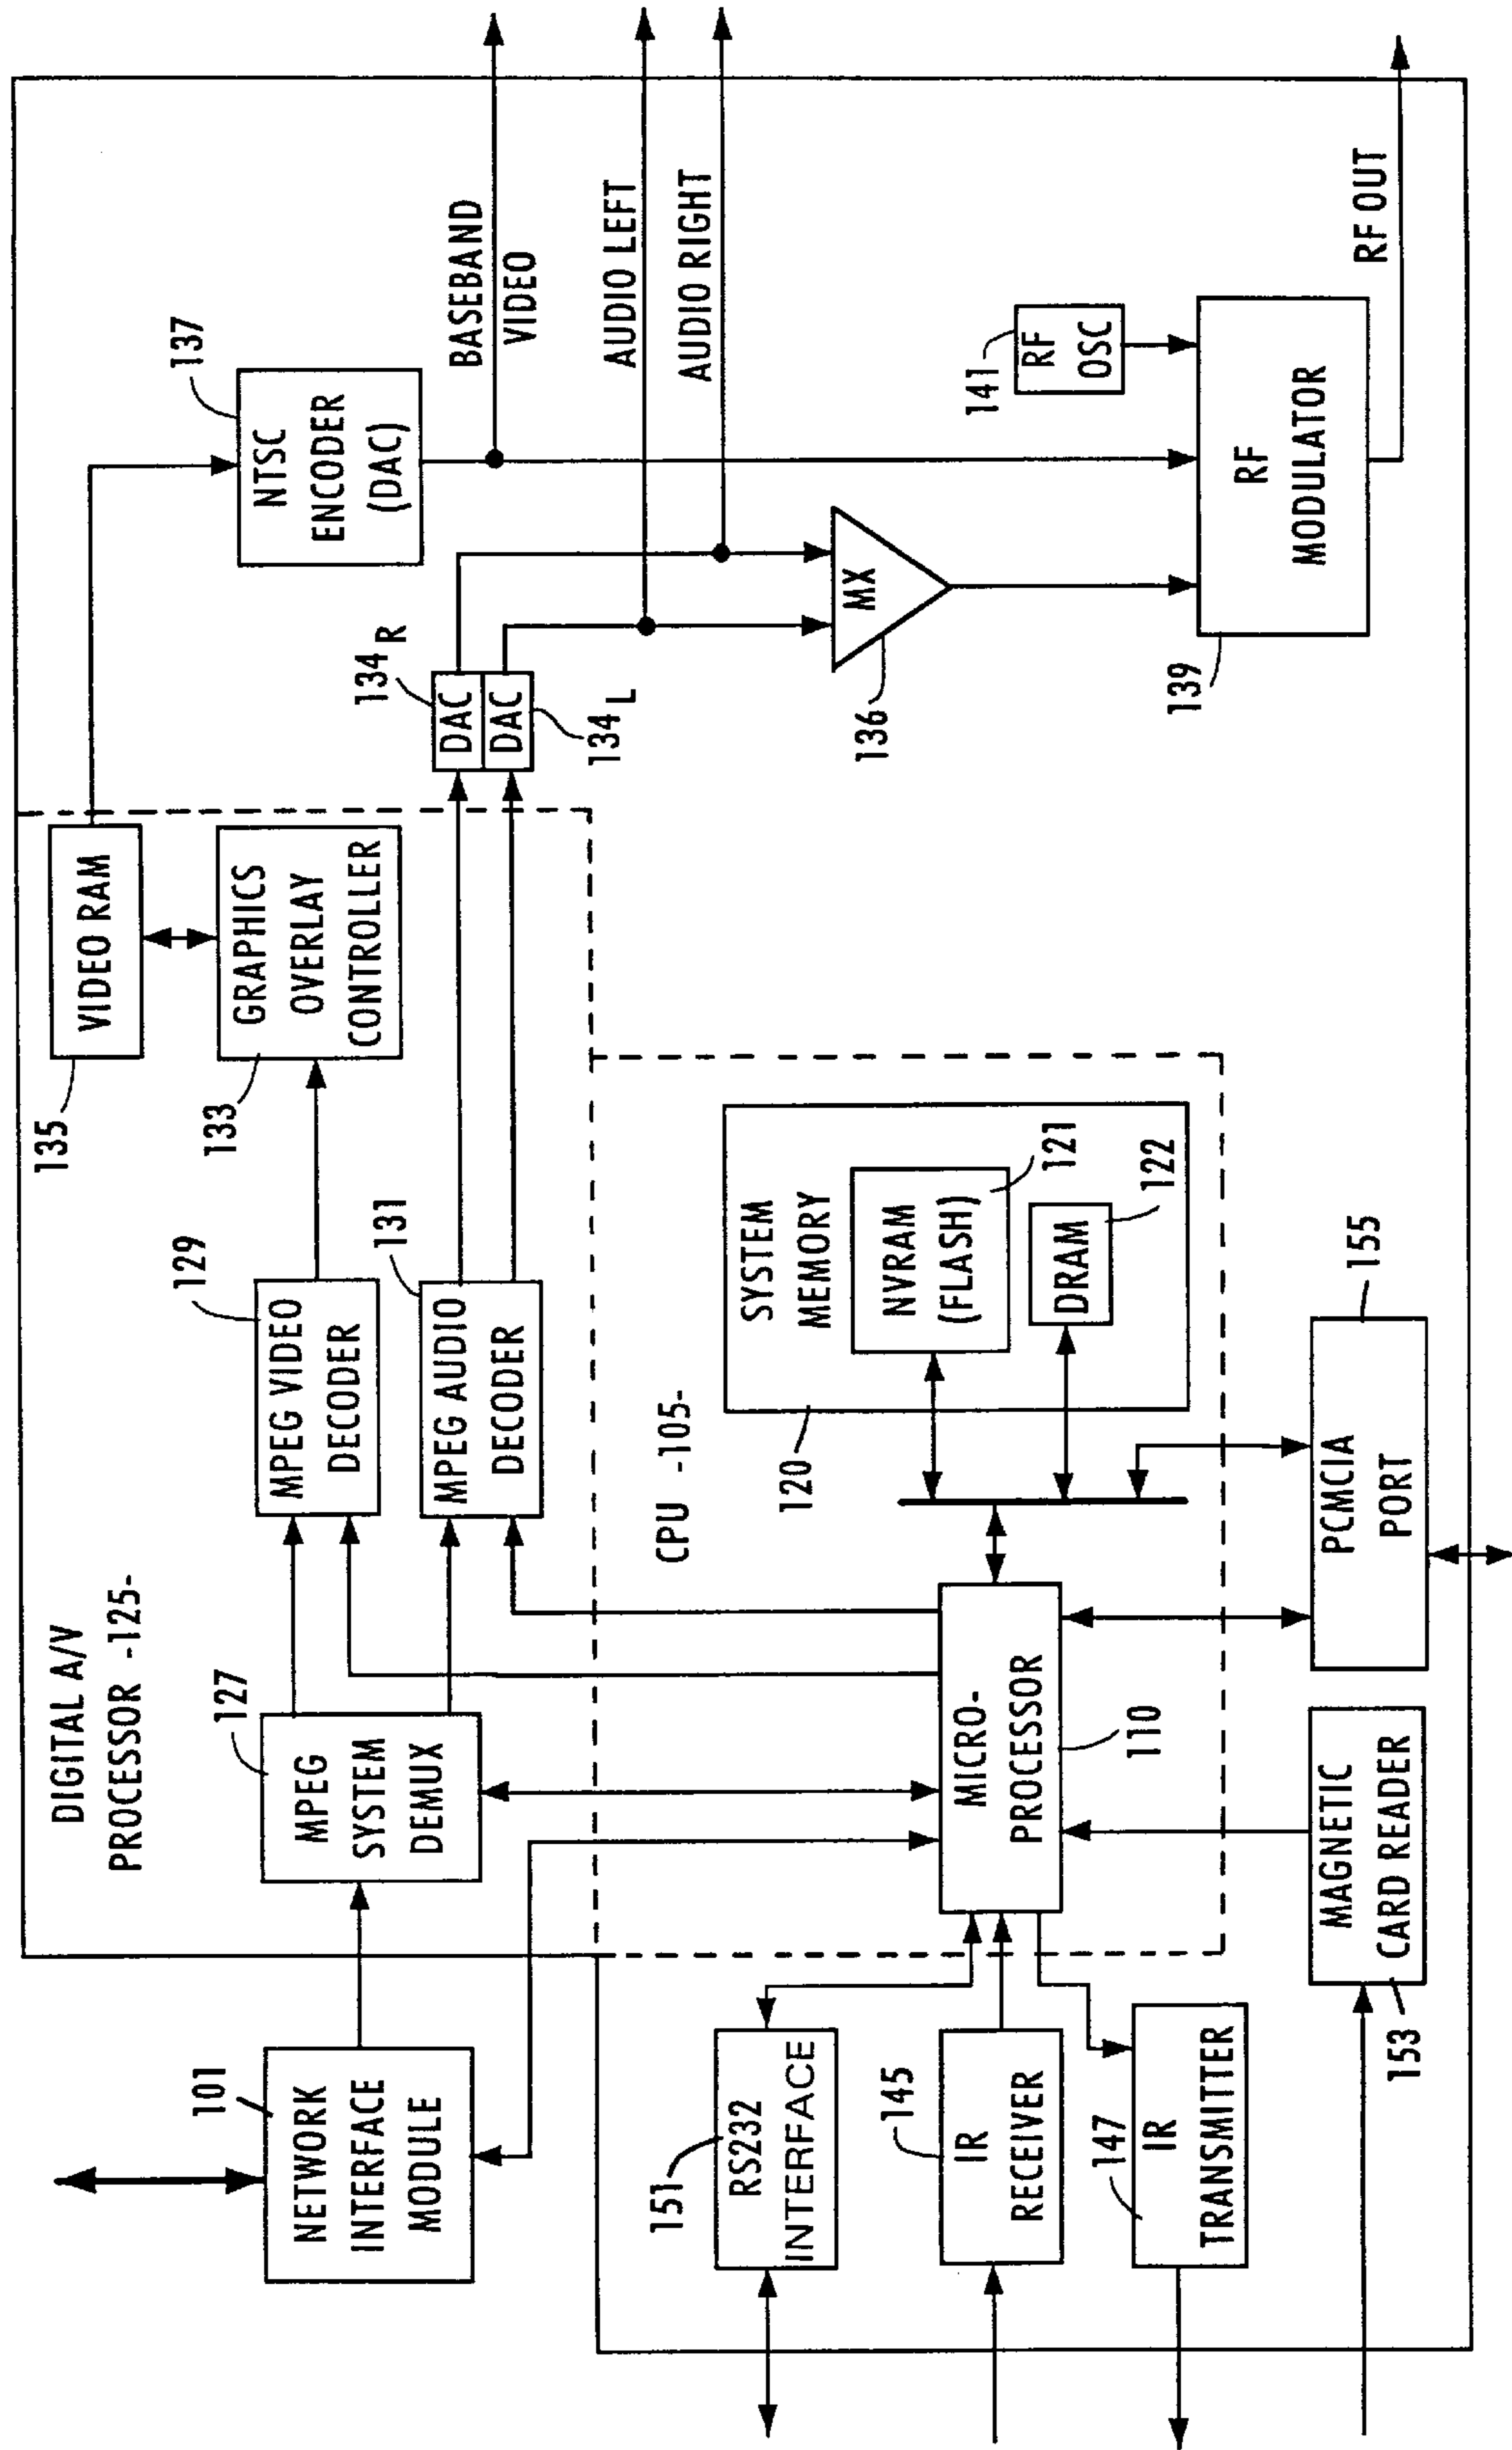 DIGITAL A/V
PROCESSOR -125-
101
NETWORK
INTERFACE
MODULE
127
MPEG
SYSTEM
DEMUX
129
MPEG VIDEO
DECODER
131
MPEG AUDIO
DECODER
135
VIDEO RAM
133
GRAPHICS
OVERLAY
CONTROLLER
137
NTSC
ENCODER
(DAC)
134R
DAC
DAC
134L
BASEBAND
VIDEO
AUDIO LEFT
AUDIO RIGHT
MX
136
141
RF
OSC
RF
MODULATOR
139
RF OUT
CPU -105-
SYSTEM
MEMORY
120
NVRAM
(FLASH)
121
DRAM
122
MICRO-
PROCESSOR
110
151
RS232
INTERFACE
145
IR
RECEIVER
147
IR
TRANSMITTER
MAGNETIC
CARD READER
153
PCMCIA
PORT
155